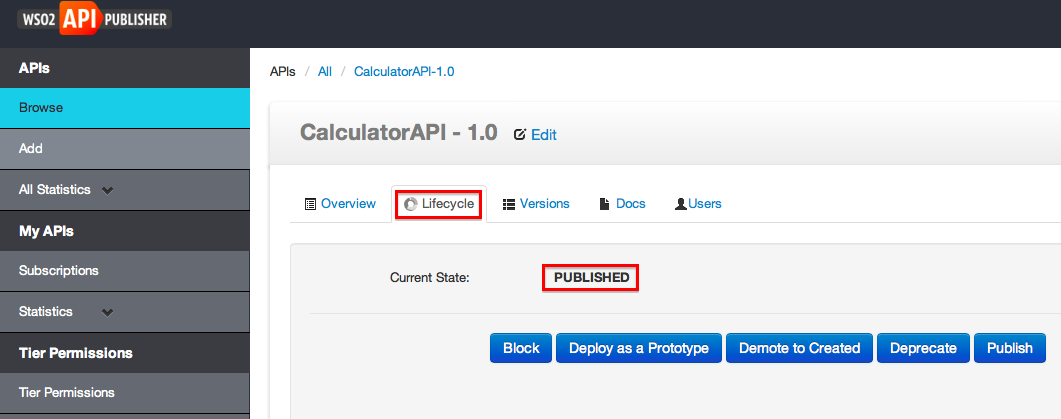 WSO2 API PUBLISHER
APIs
Browse
Add
All Statistics
My APIs
Subscriptions
Statistics
Tier Permissions
Tier Permissions
APIs / All / CalculatorAPI-1.0
CalculatorAPI - 1.0 Edit
Overview Lifecycle Versions Docs Users
Current State: PUBLISHED
Block Deploy as a Prototype Demote to Created Deprecate Publish